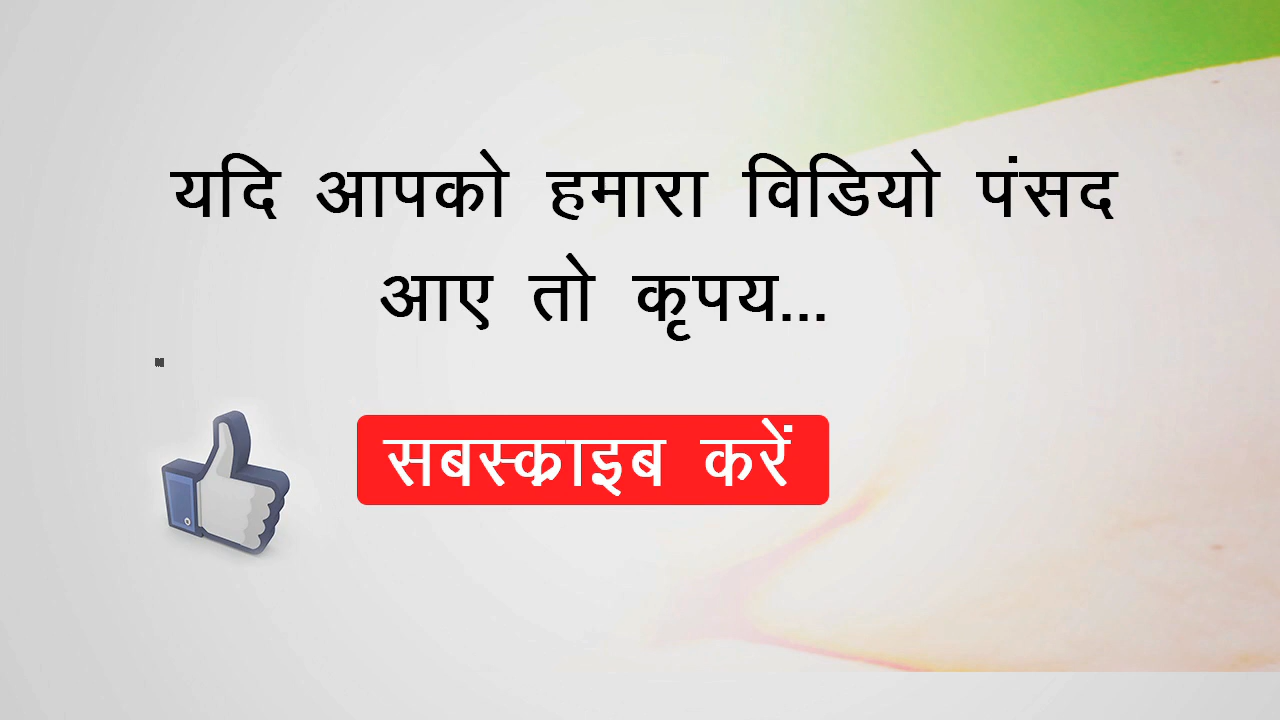 यदि आपको हमारा विडियो पंसद
आए तो कृपय...
सबस्क्राइब करें